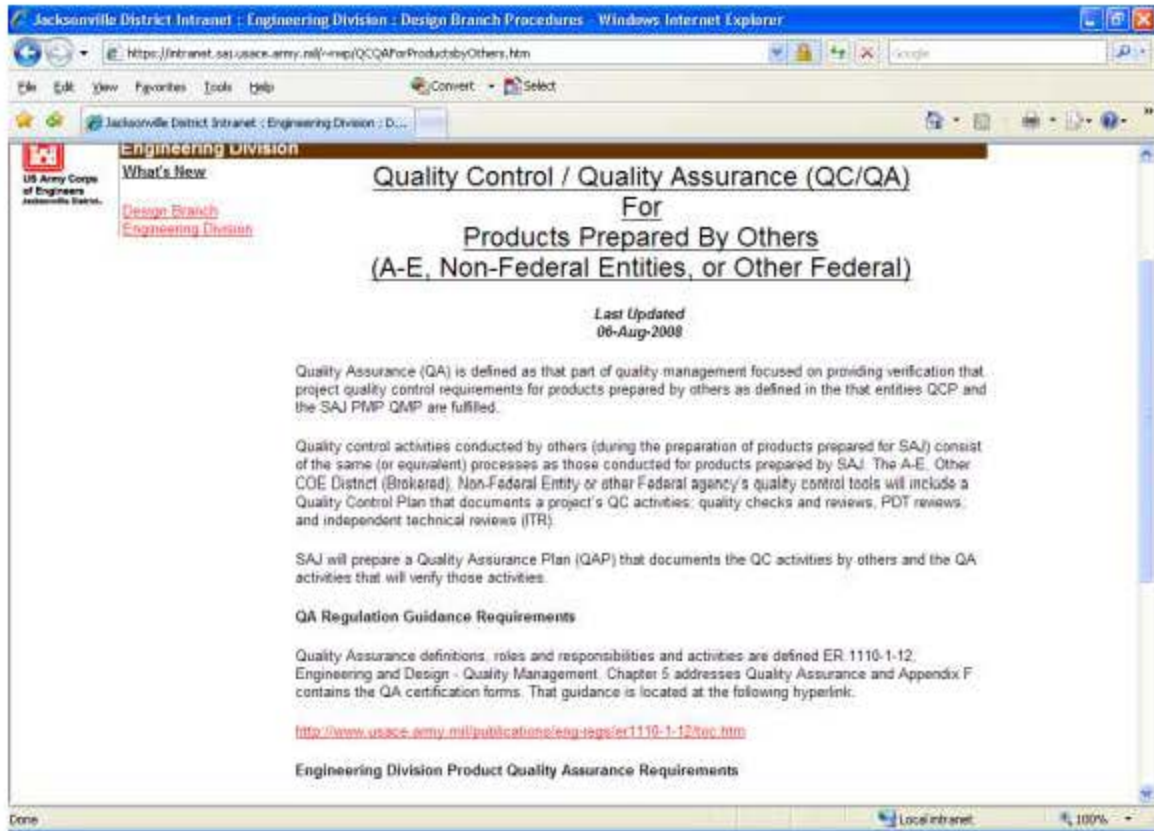 Jacksonville District Intranet : Engineering Division : Design Branch Procedures - Windows Internet Explorer
https://intranet.saj.usace.army.mil/~nwp/QCQAForProductsbyOthers.htm
Google
File Edit View Favorites Tools Help
Convert Select
Jacksonville District Intranet : Engineering Division : D...
US Army Corps
of Engineers
Jacksonville District.
Engineering Division
What's New
Design Branch
Engineering Division
Quality Control / Quality Assurance (QC/QA)
For
Products Prepared By Others
(A-E, Non-Federal Entities, or Other Federal)
Last Updated
06-Aug-2008
Quality Assurance (QA) is defined as that part of quality management focused on providing verification that
project quality control requirements for products prepared by others as defined in the that entities QCP and
the SAJ PMP QMP are fulfilled.
Quality control activities conducted by others (during the preparation of products prepared for SAJ) consist
of the same (or equivalent) processes as those conducted for products prepared by SAJ. The A-E, Other
COE District (Brokered), Non-Federal Entity or other Federal agency's quality control tools will include a
Quality Control Plan that documents a project's QC activities; quality checks and reviews, PDT reviews,
and independent technical reviews (ITR).
SAJ will prepare a Quality Assurance Plan (QAP) that documents the QC activities by others and the QA
activities that will verify those activities.
QA Regulation Guidance Requirements
Quality Assurance definitions, roles and responsibilities and activities are defined ER 1110-1-12,
Engineering and Design - Quality Management. Chapter 5 addresses Quality Assurance and Appendix F
contains the QA certification forms. That guidance is located at the following hyperlink.
http://www.usace.army.mil/publications/eng-regs/er1110-1-12/toc.htm
Engineering Division Product Quality Assurance Requirements
Done
Local intranet
100%